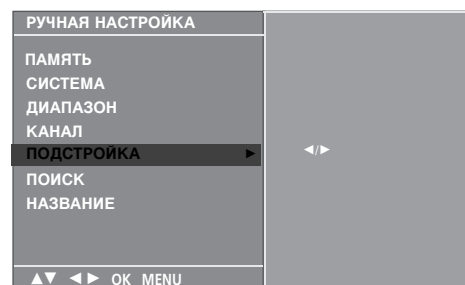 РУЧНАЯ НАСТРОЙКА
ПАМЯТЬ
СИСТЕМА
ДИАПАЗОН
КАНАЛ
ПОДСТРОЙКА ► ◄/►
ПОИСК
НАЗВАНИЕ
▲▼ ◄► OK MENU